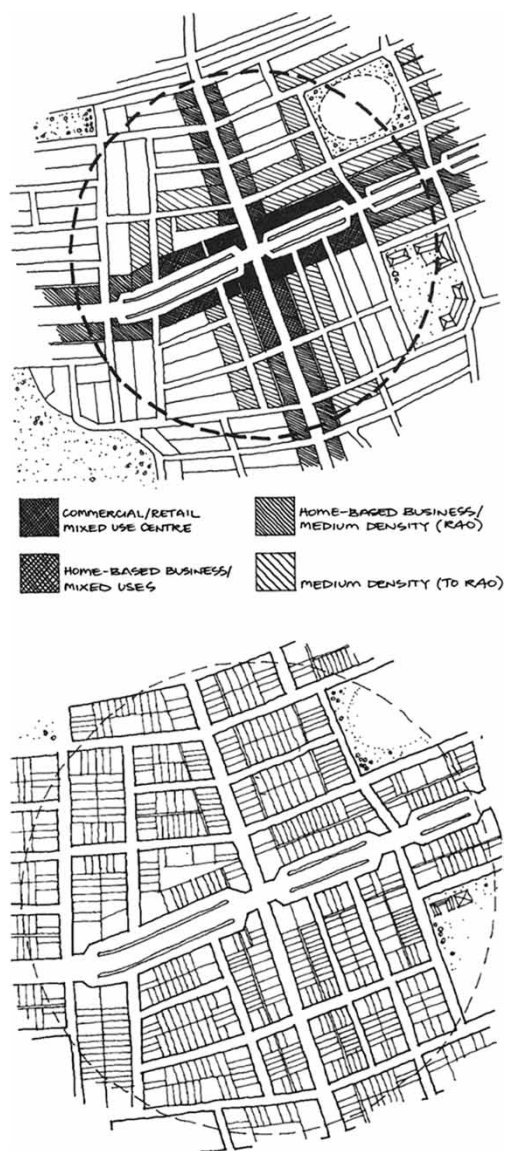 COMMERCIAL/RETAIL
MIXED USE CENTRE
HOME-BASED BUSINESS/
MEDIUM DENSITY (R40)
HOME-BASED BUSINESS/
MIXED USES
MEDIUM DENSITY (TO R40)